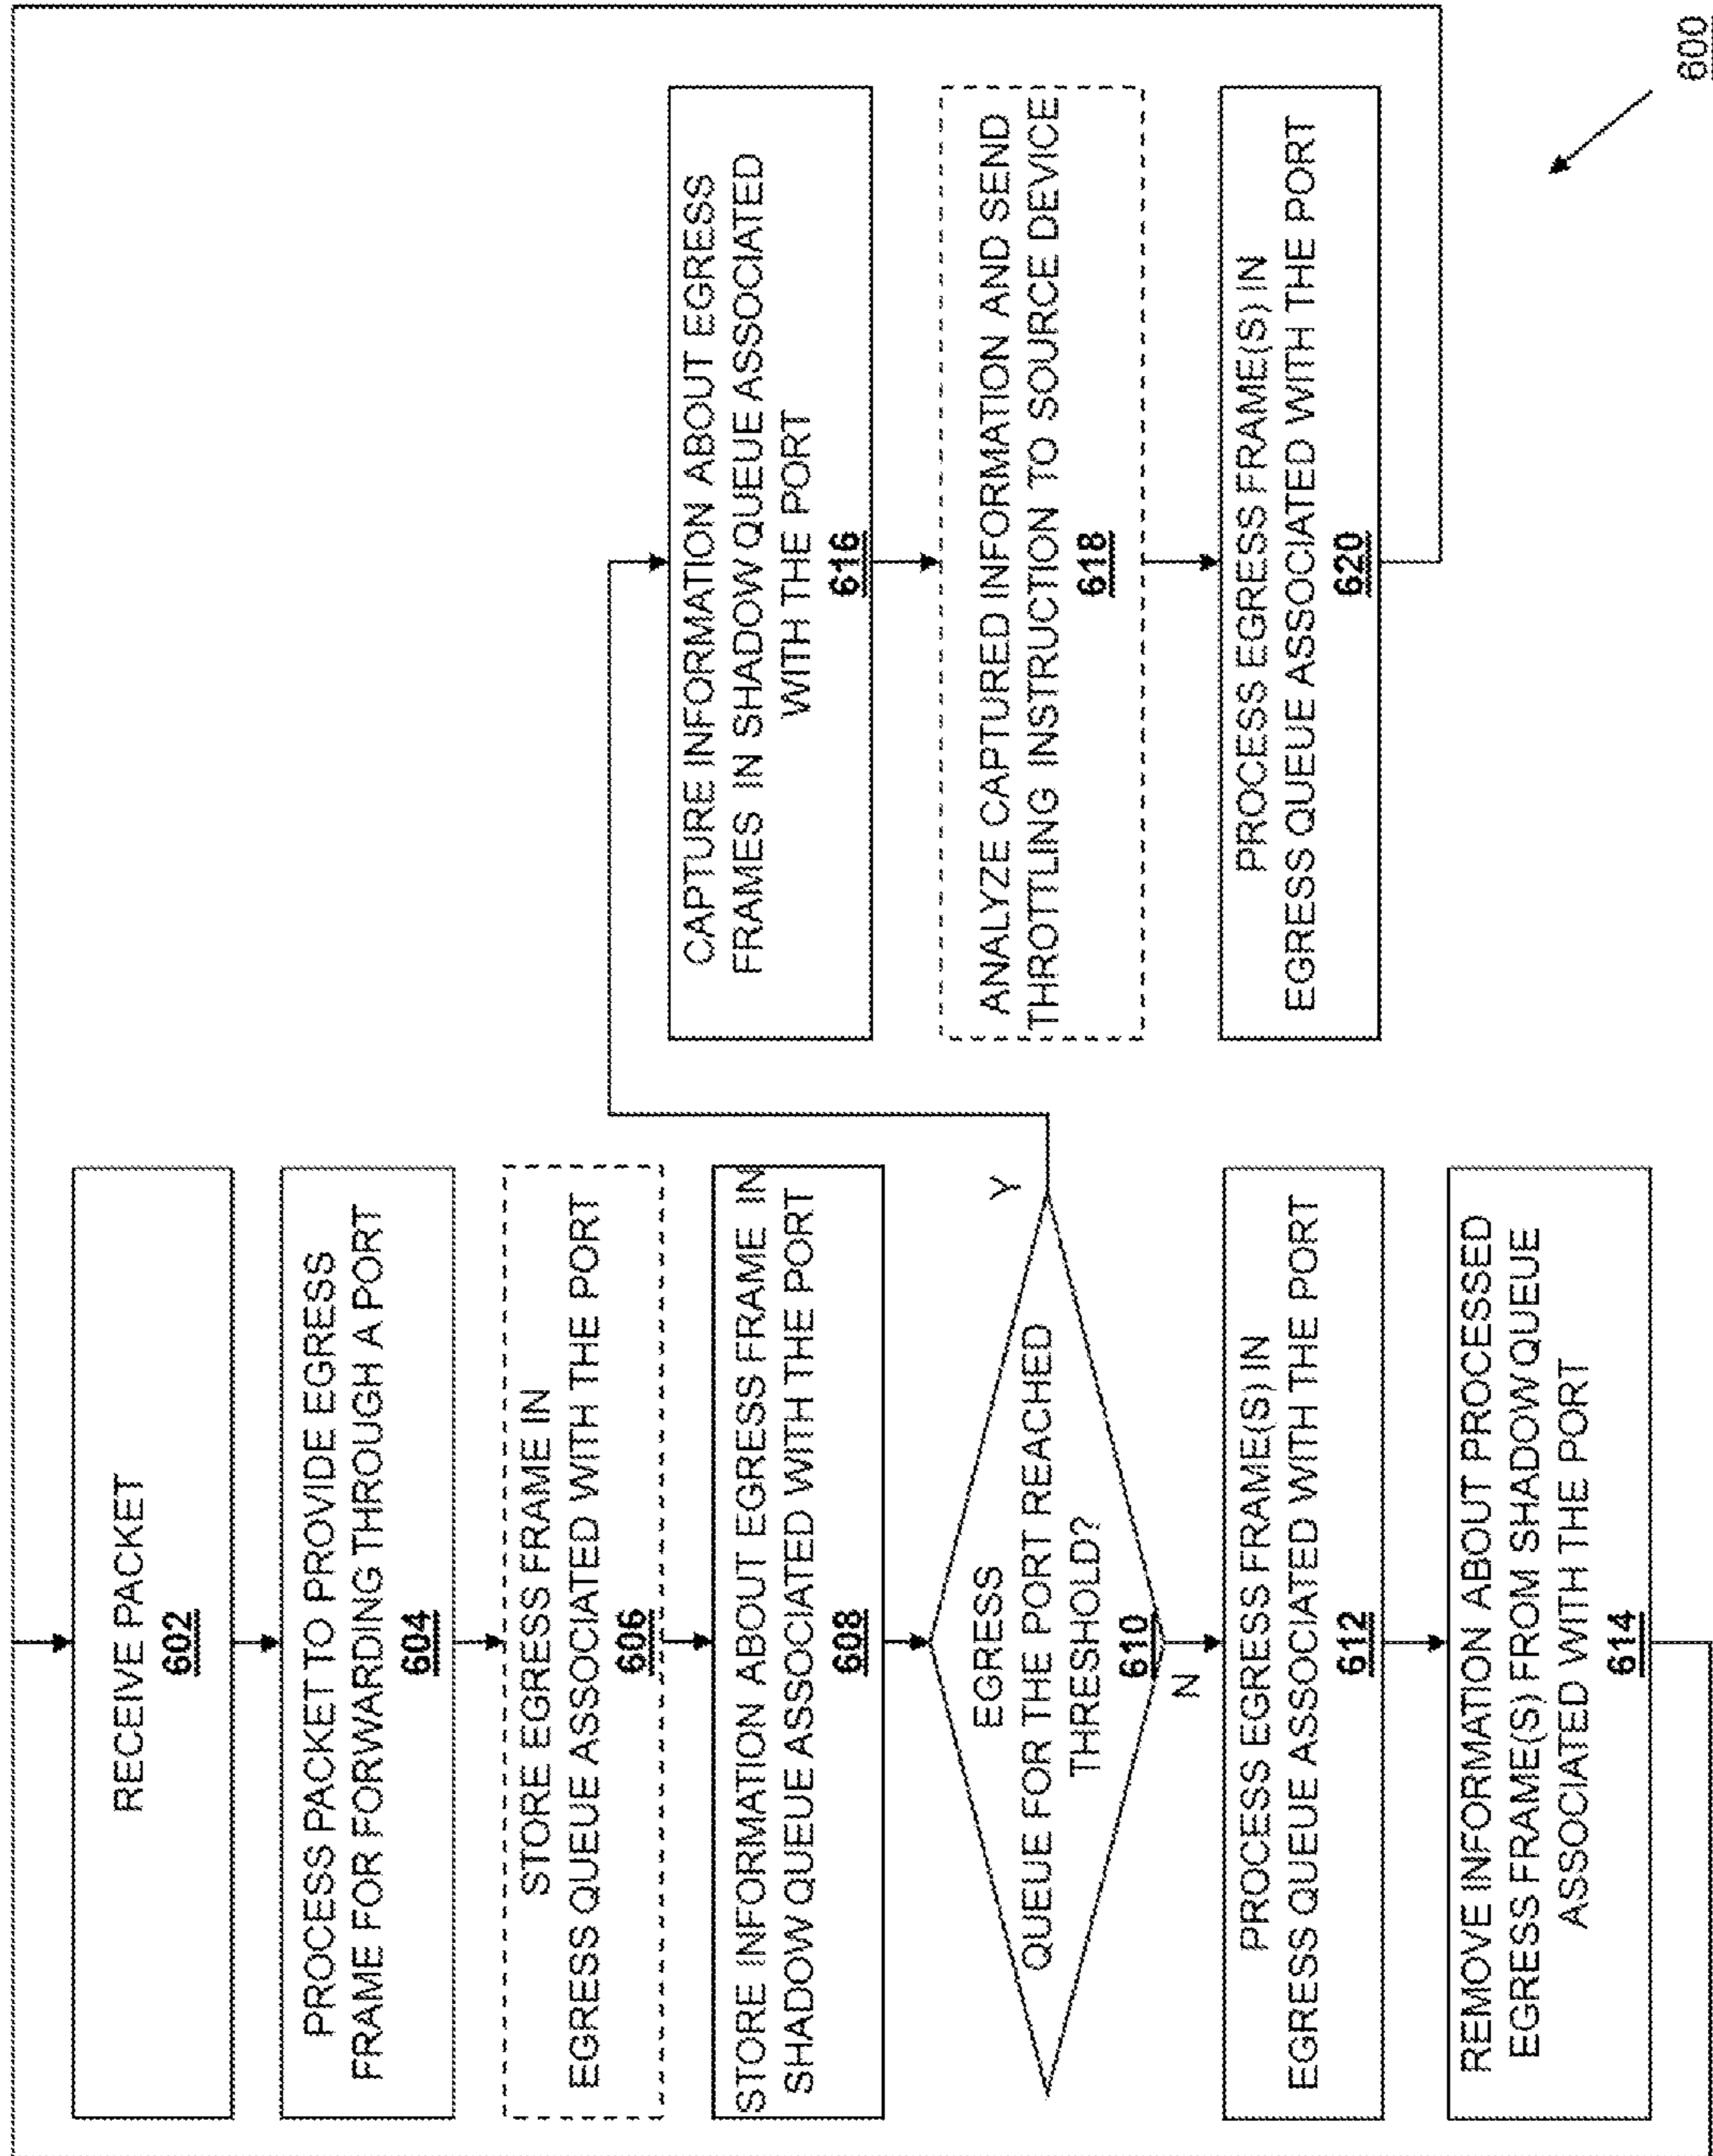 RECEIVE PACKET
602
PROCESS PACKET TO PROVIDE EGRESS
FRAME FOR FORWARDING THROUGH A PORT
604
STORE EGRESS FRAME IN
EGRESS QUEUE ASSOCIATED WITH THE PORT
606
STORE INFORMATION ABOUT EGRESS FRAME IN
SHADOW QUEUE ASSOCIATED WITH THE PORT
608
EGRESS
QUEUE FOR THE PORT REACHED
THRESHOLD?
610
Y
N
PROCESS EGRESS FRAME(S) IN
EGRESS QUEUE ASSOCIATED WITH THE PORT
612
REMOVE INFORMATION ABOUT PROCESSED
EGRESS FRAME(S) FROM SHADOW QUEUE
ASSOCIATED WITH THE PORT
614
CAPTURE INFORMATION ABOUT EGRESS
FRAMES IN SHADOW QUEUE ASSOCIATED
WITH THE PORT
616
ANALYZE CAPTURED INFORMATION AND SEND
THROTTLING INSTRUCTION TO SOURCE DEVICE
618
PROCESS EGRESS FRAME(S) IN
EGRESS QUEUE ASSOCIATED WITH THE PORT
620
600